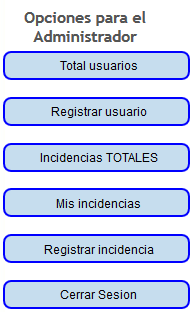 Opciones para el
Administrador
Total usuarios
Registrar usuario
Incidencias TOTALES
Mis incidencias
Registrar incidencia
Cerrar Sesion